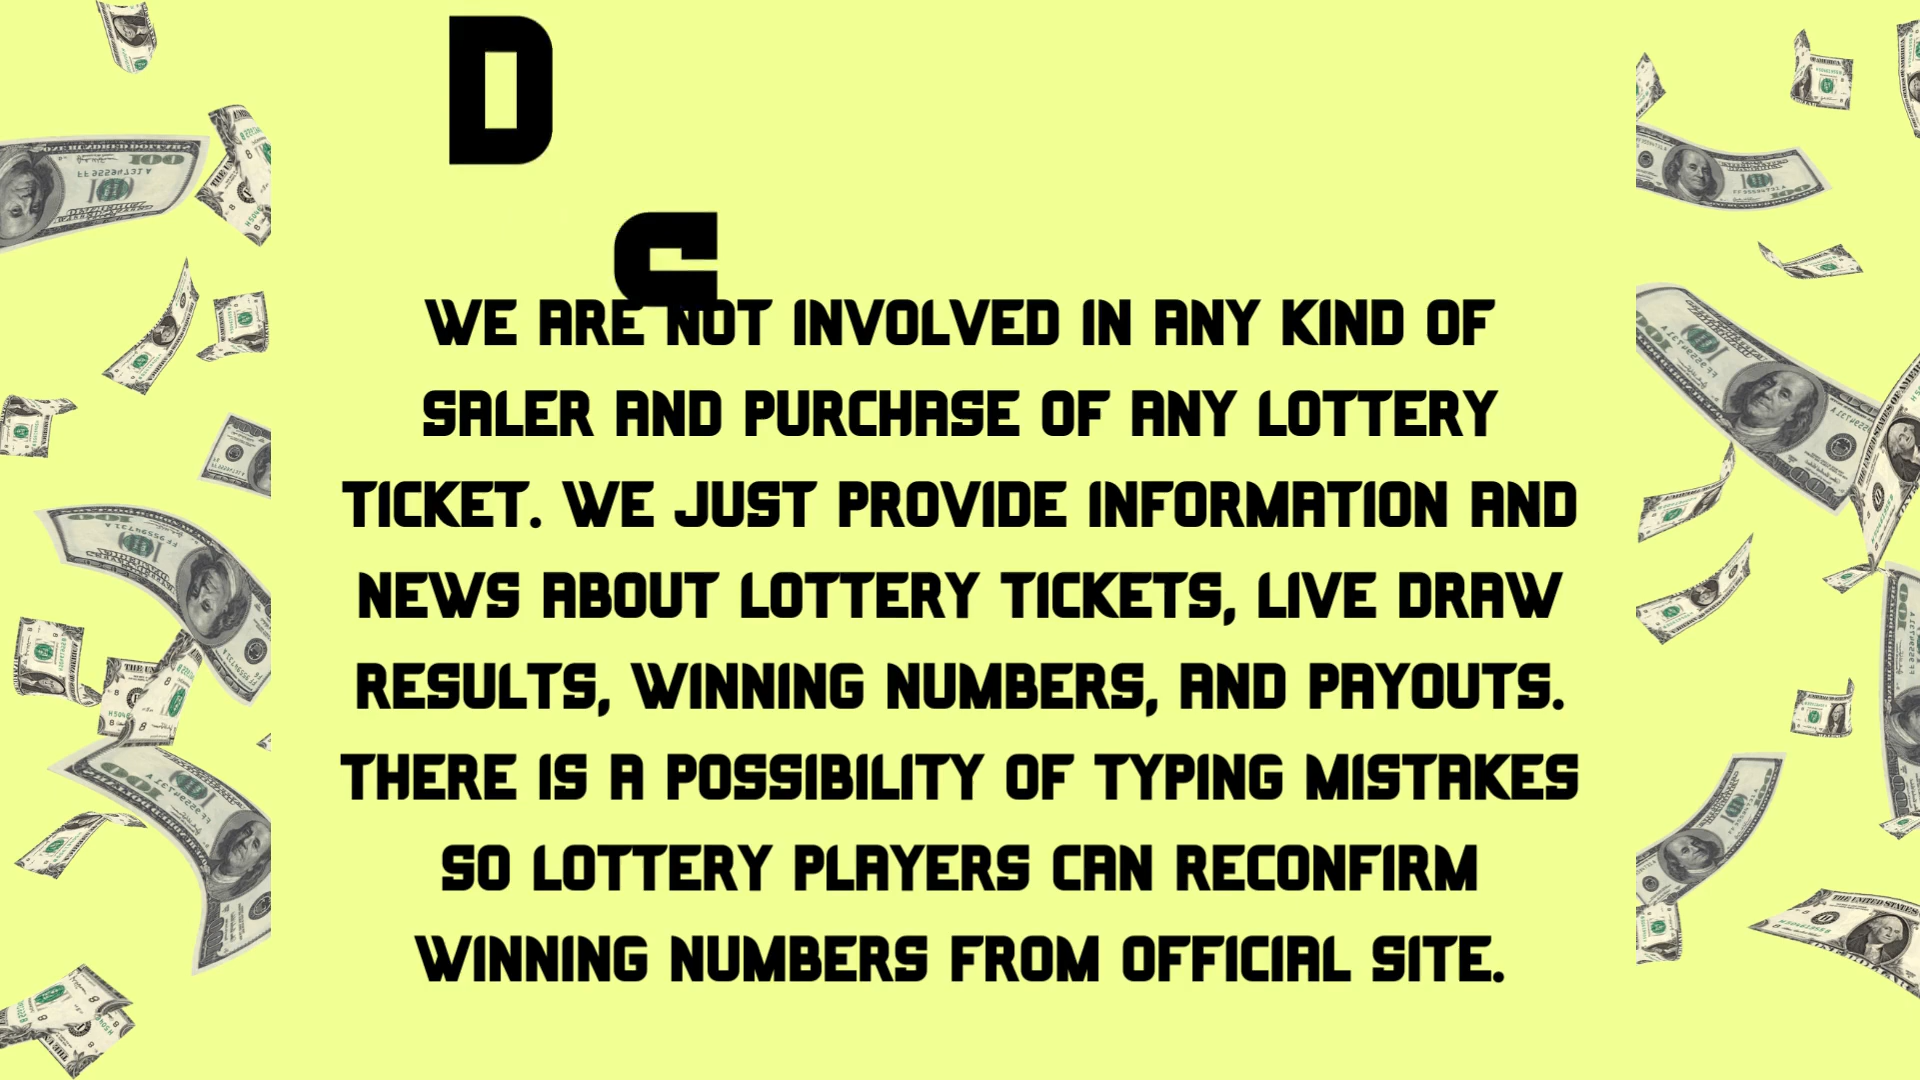 D
S
WE ARE NOT INVOLVED IN ANY KIND OF
SALER AND PURCHASE OF ANY LOTTERY
TICKET. WE JUST PROVIDE INFORMATION AND
NEWS ABOUT LOTTERY TICKETS, LIVE DRAW
RESULTS, WINNING NUMBERS, AND PAYOUTS.
THERE IS A POSSIBILITY OF TYPING MISTAKES
SO LOTTERY PLAYERS CAN RECONFIRM
WINNING NUMBERS FROM OFFICIAL SITE.